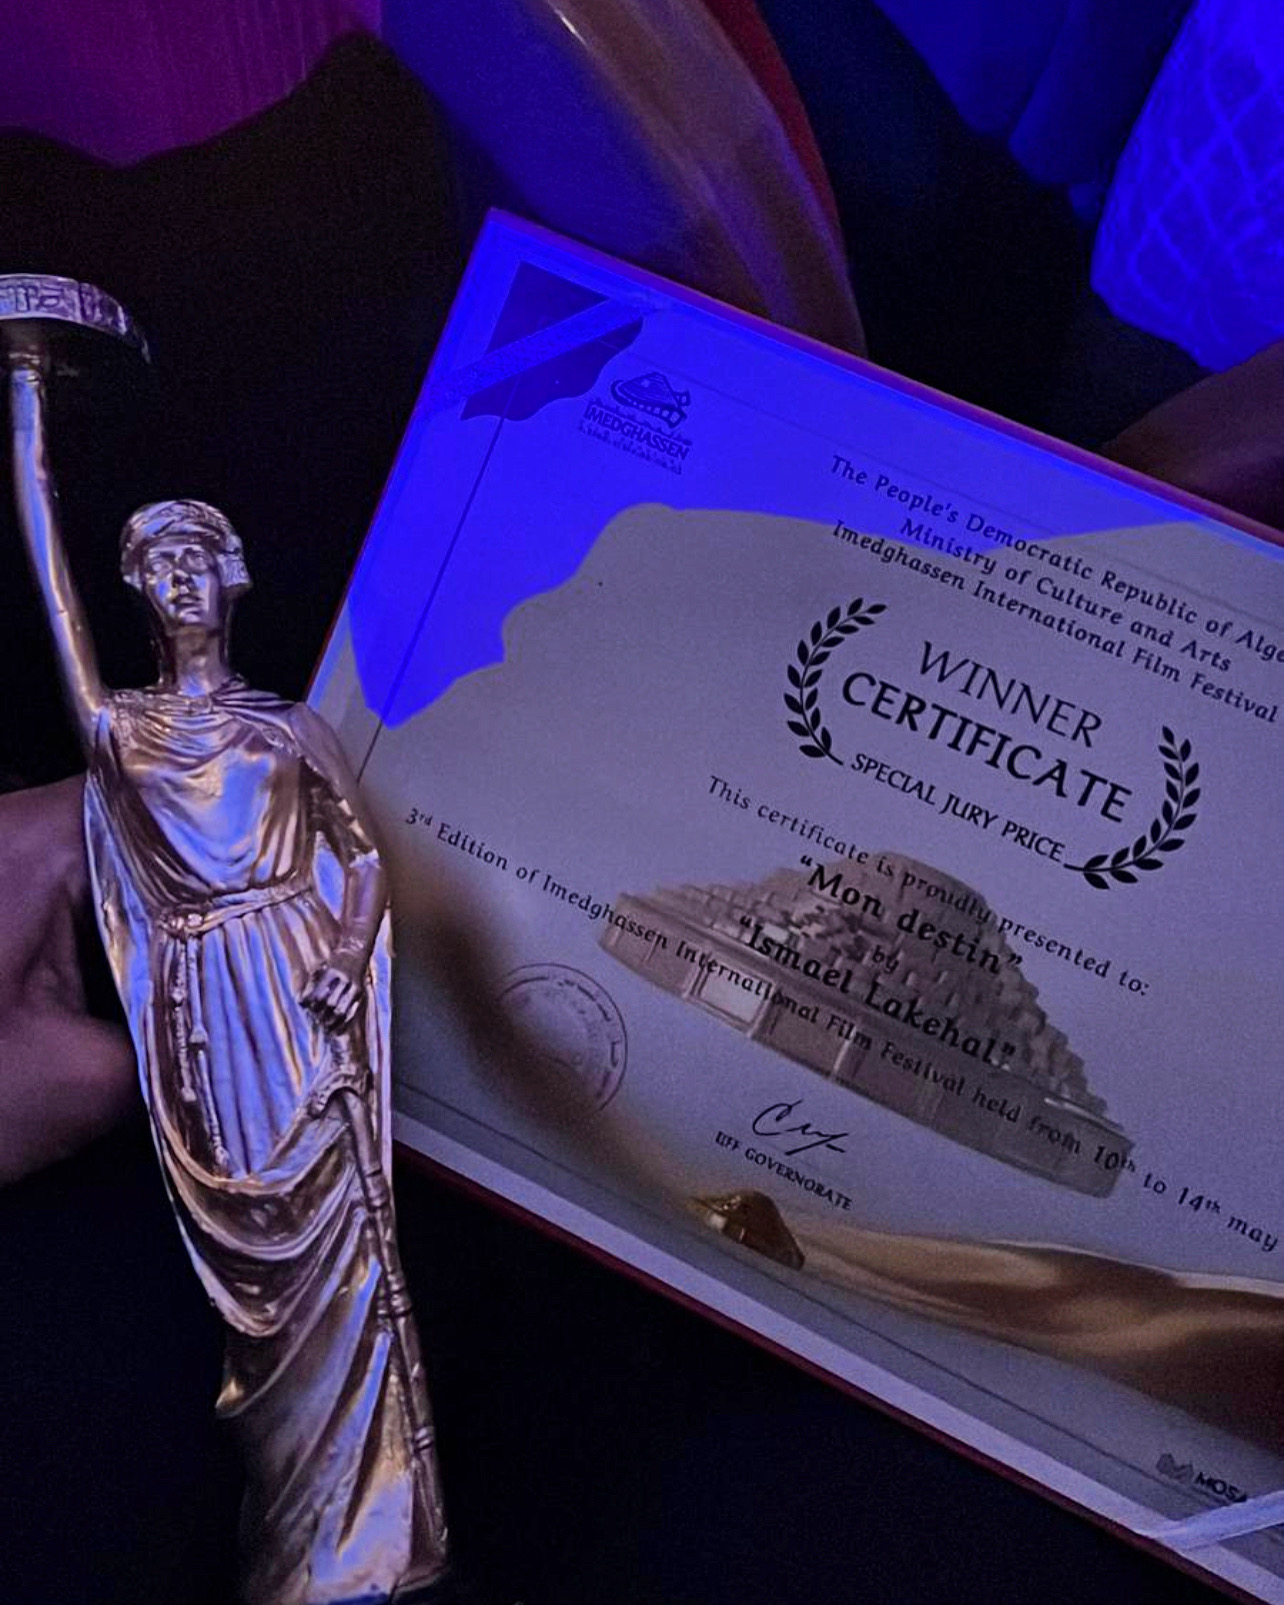 IMEDGHASSEN
The People's Democratic Republic of Alge
Ministry of Culture and Arts
Imedghassen International Film Festival
WINNER
CERTIFICATE
SPECIAL JURY PRICE
This certificate is proudly presented to:
“Mon destin”
by
“Ismael Lakehal”
3rd Edition of Imedghassen International Film Festival held from 10th to 14th may
IIFF GOVERNORATE
MOSA